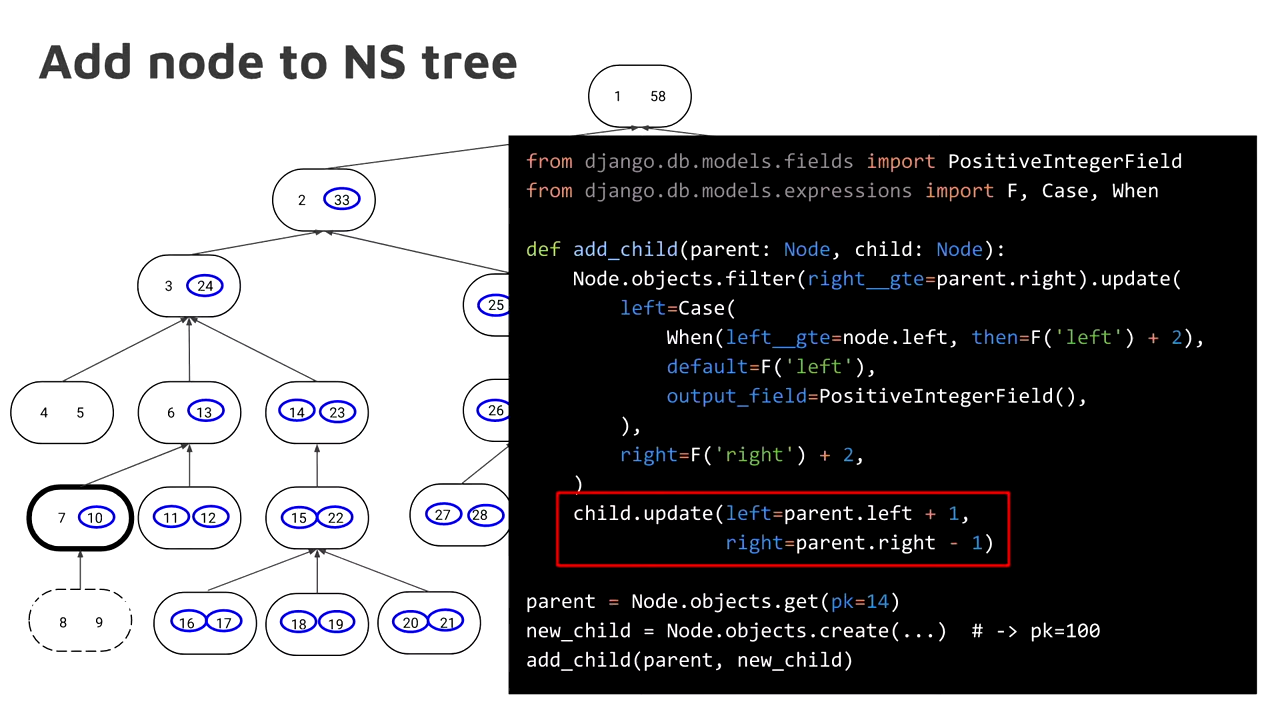 Add node to NS tree
1 58
2 33
3 24
25
4 5
6 13
14 23
26
7 10
11 12
15 22
27 28
8 9
16 17
18 19
20 21
from django.db.models.fields import PositiveIntegerField
from django.db.models.expressions import F, Case, When
def add_child(parent: Node, child: Node):
Node.objects.filter(right__gte=parent.right).update(
left=Case(
When(left__gte=node.left, then=F('left') + 2),
default=F('left'),
output_field=PositiveIntegerField(),
),
right=F('right') + 2,
)
child.update(left=parent.left + 1,
right=parent.right - 1)
parent = Node.objects.get(pk=14)
new_child = Node.objects.create(...) # -> pk=100
add_child(parent, new_child)